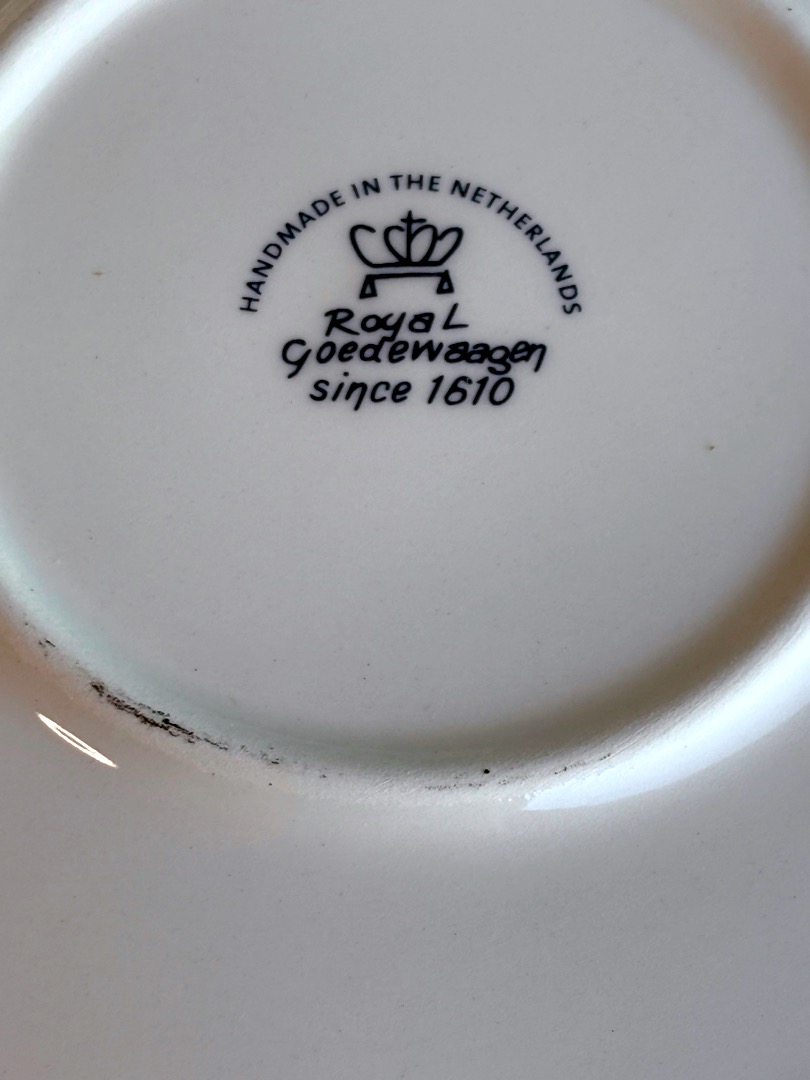 HANDMADE IN THE NETHERLANDS
Royal
Goedewaagen
since 1610